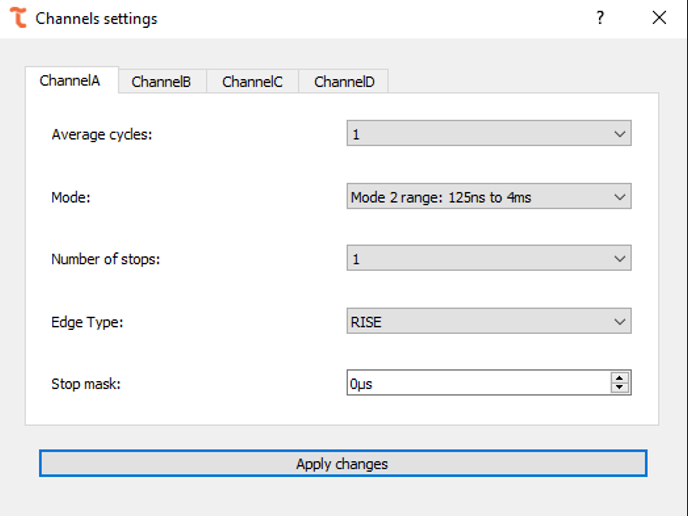 Channels settings ?
ChannelA ChannelB ChannelC ChannelD
Average cycles: 1
Mode: Mode 2 range: 125ns to 4ms
Number of stops: 1
Edge Type: RISE
Stop mask: 0µs
Apply changes